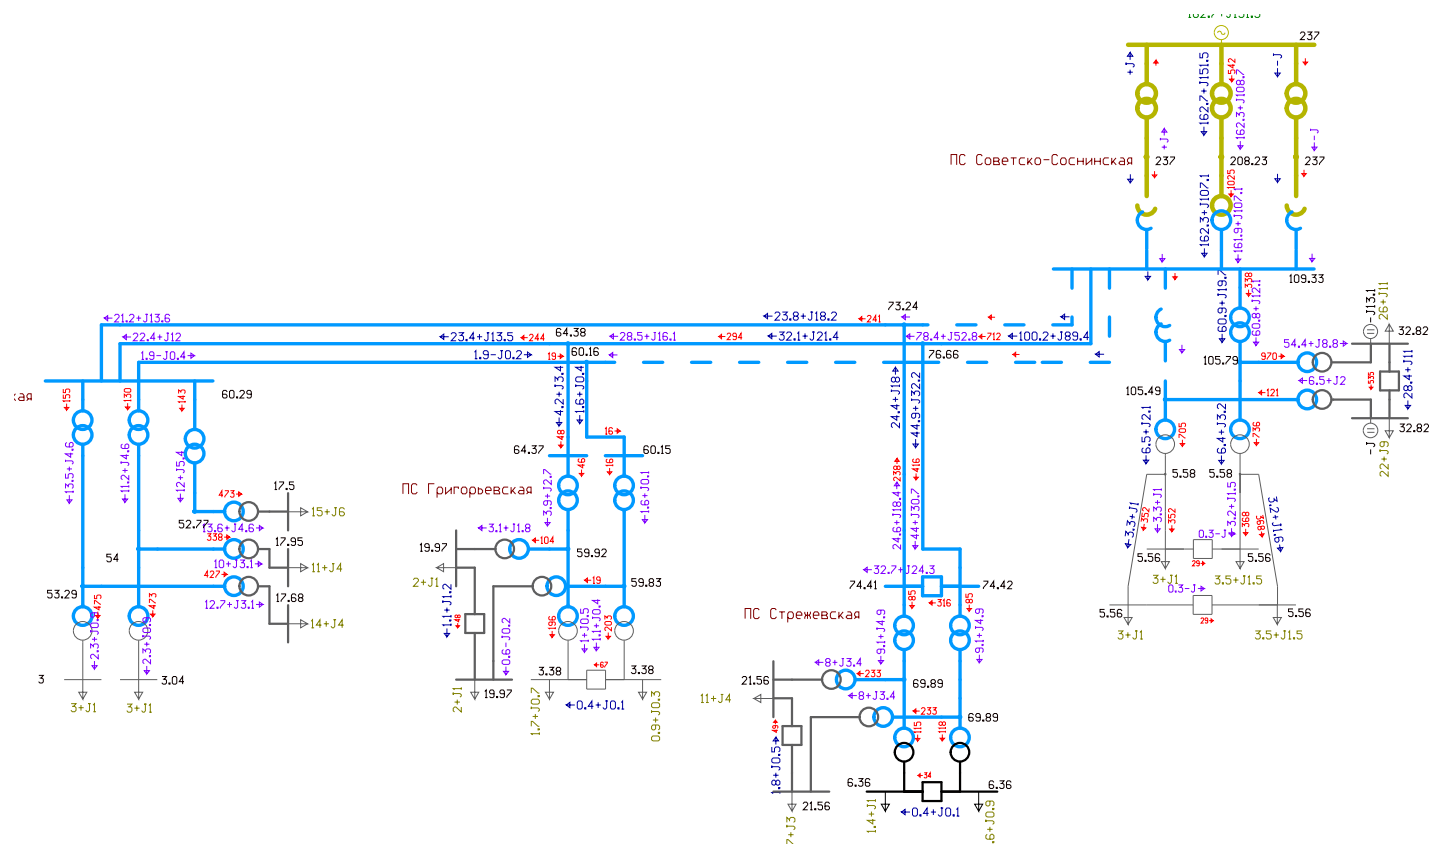 237
+J→
←162.7+J151.5
←542
←162.3+J108.7
←-J
+J→
←-J
ПС Советско-Соснинская
237
208.23
237
←1025
←162.3+J107.1
←161.9+J107.1
109.33
←21.2+J13.6
←23.8+J18.2
←241
73.24
←22.4+J12
←23.4+J13.5
←244
64.38
←28.5+J16.1
←294
←32.1+J21.4
←78.4+J52.8
←712
←100.2+J89.4
1.9-J0.4→
1.9-J0.2→
19→
60.16
76.66
←60.9+J19.7
←338
←60.8+J12.1
←-J13.1
26+J11
32.82
54.4+J8.8→
970→
105.79
←6.5+J2
←535
←28.4+J11
105.49
←121
32.82
-J
22+J9
←6.5+J2.1
←705
←6.4+J3.2
←736
5.58
5.58
←3.3+J1
←352
←3.3+J1
←352
←3.2+J1.5
←368
3.2+J1.6→
368→
0.3-J
5.56
29→
5.56
3+J1
3.5+J1.5
0.3-J→
5.56
29→
5.56
3+J1
3.5+J1.5
кая
60.29
←155
←130
←143
←13.5+J4.6
←11.2+J4.6
←12+J5.4
473→
17.5
15+J6
52.77
13.6+J4.6→
338→
17.95
54
10+J3.1→
11+J4
427→
17.68
53.29
12.7+J3.1→
14+J4
←475
←473
←2.3+J0.9
←2.3+J0.9
3
3.04
3+J1
3+J1
←4.2+J3.4
←1.6+J0.4
←48
16→
64.37
←46
←16
60.15
ПС Григорьевская
←3.9+J2.7
←1.6+J0.1
←3.1+J1.8
19.97
←104
59.92
2+J1
←19
59.83
←1.1+J1.2
←48
←0.6-J0.2
←196
←1+J0.5
←1.1+J0.4
←203
3.38
←67
3.38
2+J1
19.97
1.7+J0.7
←0.4+J0.1
0.9+J0.3
24.4+J18→
←44.9+J32.2
238→
←416
24.6+J18.4→
←44+J30.7
←32.7+J24.3
74.41
74.42
←85
←316
←85
ПС Стрежевская
←9.1+J4.9
←9.1+J4.9
←8+J3.4
21.56
←233
69.89
11+J4
←8+J3.4
←233
69.89
49→
.8+J0.5→
←115
←118
6.36
←34
6.36
21.56
7+J3
1.4+J1
←0.4+J0.1
.6+J0.9